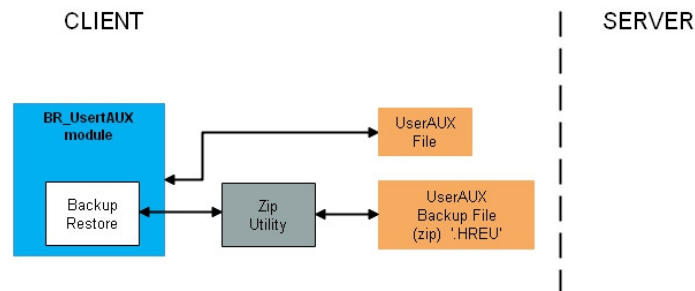 CLIENT
SERVER
BR_UsertAUX
module
UserAUX
File
Backup
Restore
Zip
Utility
UserAUX
Backup File
(zip) '.HREU'